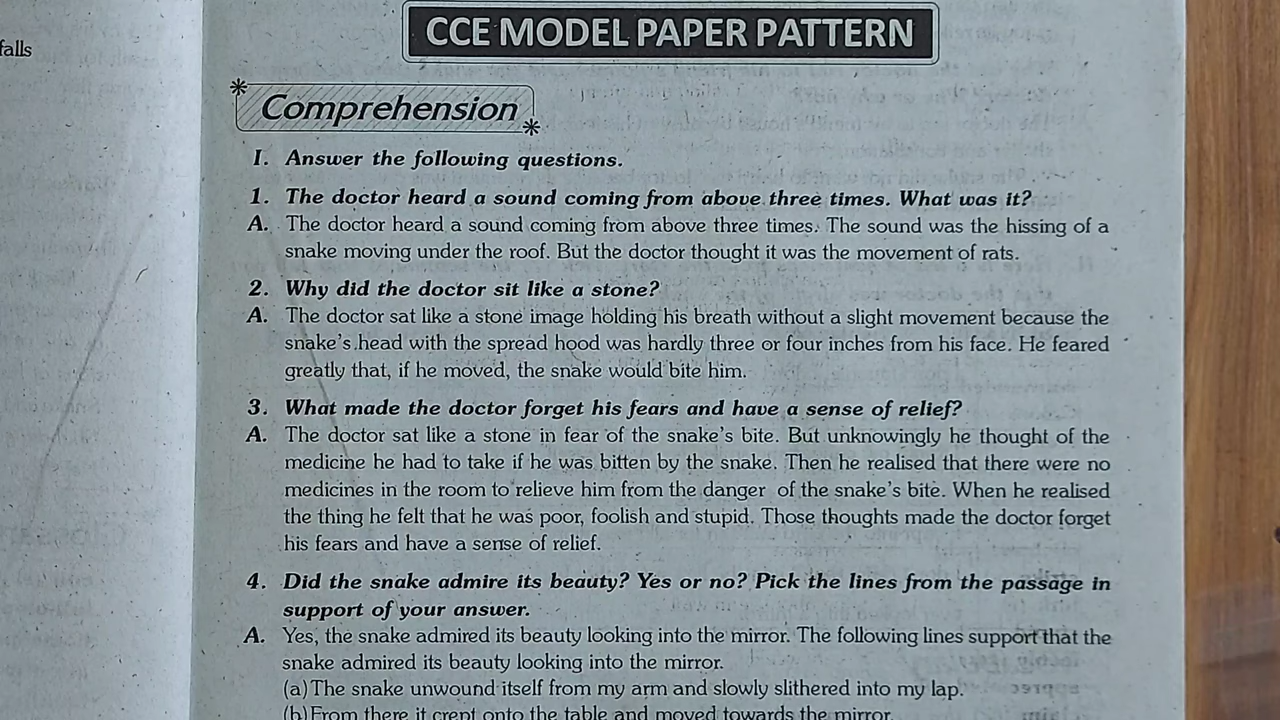 falls
CCE MODEL PAPER PATTERN
Comprehension
I. Answer the following questions.
1. The doctor heard a sound coming from above three times. What was it?
A. The doctor heard a sound coming from above three times. The sound was the hissing of a
snake moving under the roof. But the doctor thought it was the movement of rats.
2. Why did the doctor sit like a stone?
A. The doctor sat like a stone image holding his breath without a slight movement because the
snake's head with the spread hood was hardly three or four inches from his face. He feared
greatly that, if he moved, the snake would bite him.
3. What made the doctor forget his fears and have a sense of relief?
A. The doctor sat like a stone in fear of the snake's bite. But unknowingly he thought of the
medicine he had to take if he was bitten by the snake. Then he realised that there were no
medicines in the room to relieve him from the danger of the snake's bite. When he realised
the thing he felt that he was poor, foolish and stupid. Those thoughts made the doctor forget
his fears and have a sense of relief.
4. Did the snake admire its beauty? Yes or no? Pick the lines from the passage in
support of your answer.
A. Yes, the snake admired its beauty looking into the mirror. The following lines support that the
snake admired its beauty looking into the mirror.
(a) The snake unwound itself from my arm and slowly slithered into my lap.
(b) From there it crept onto the table and moved towards the mirror.